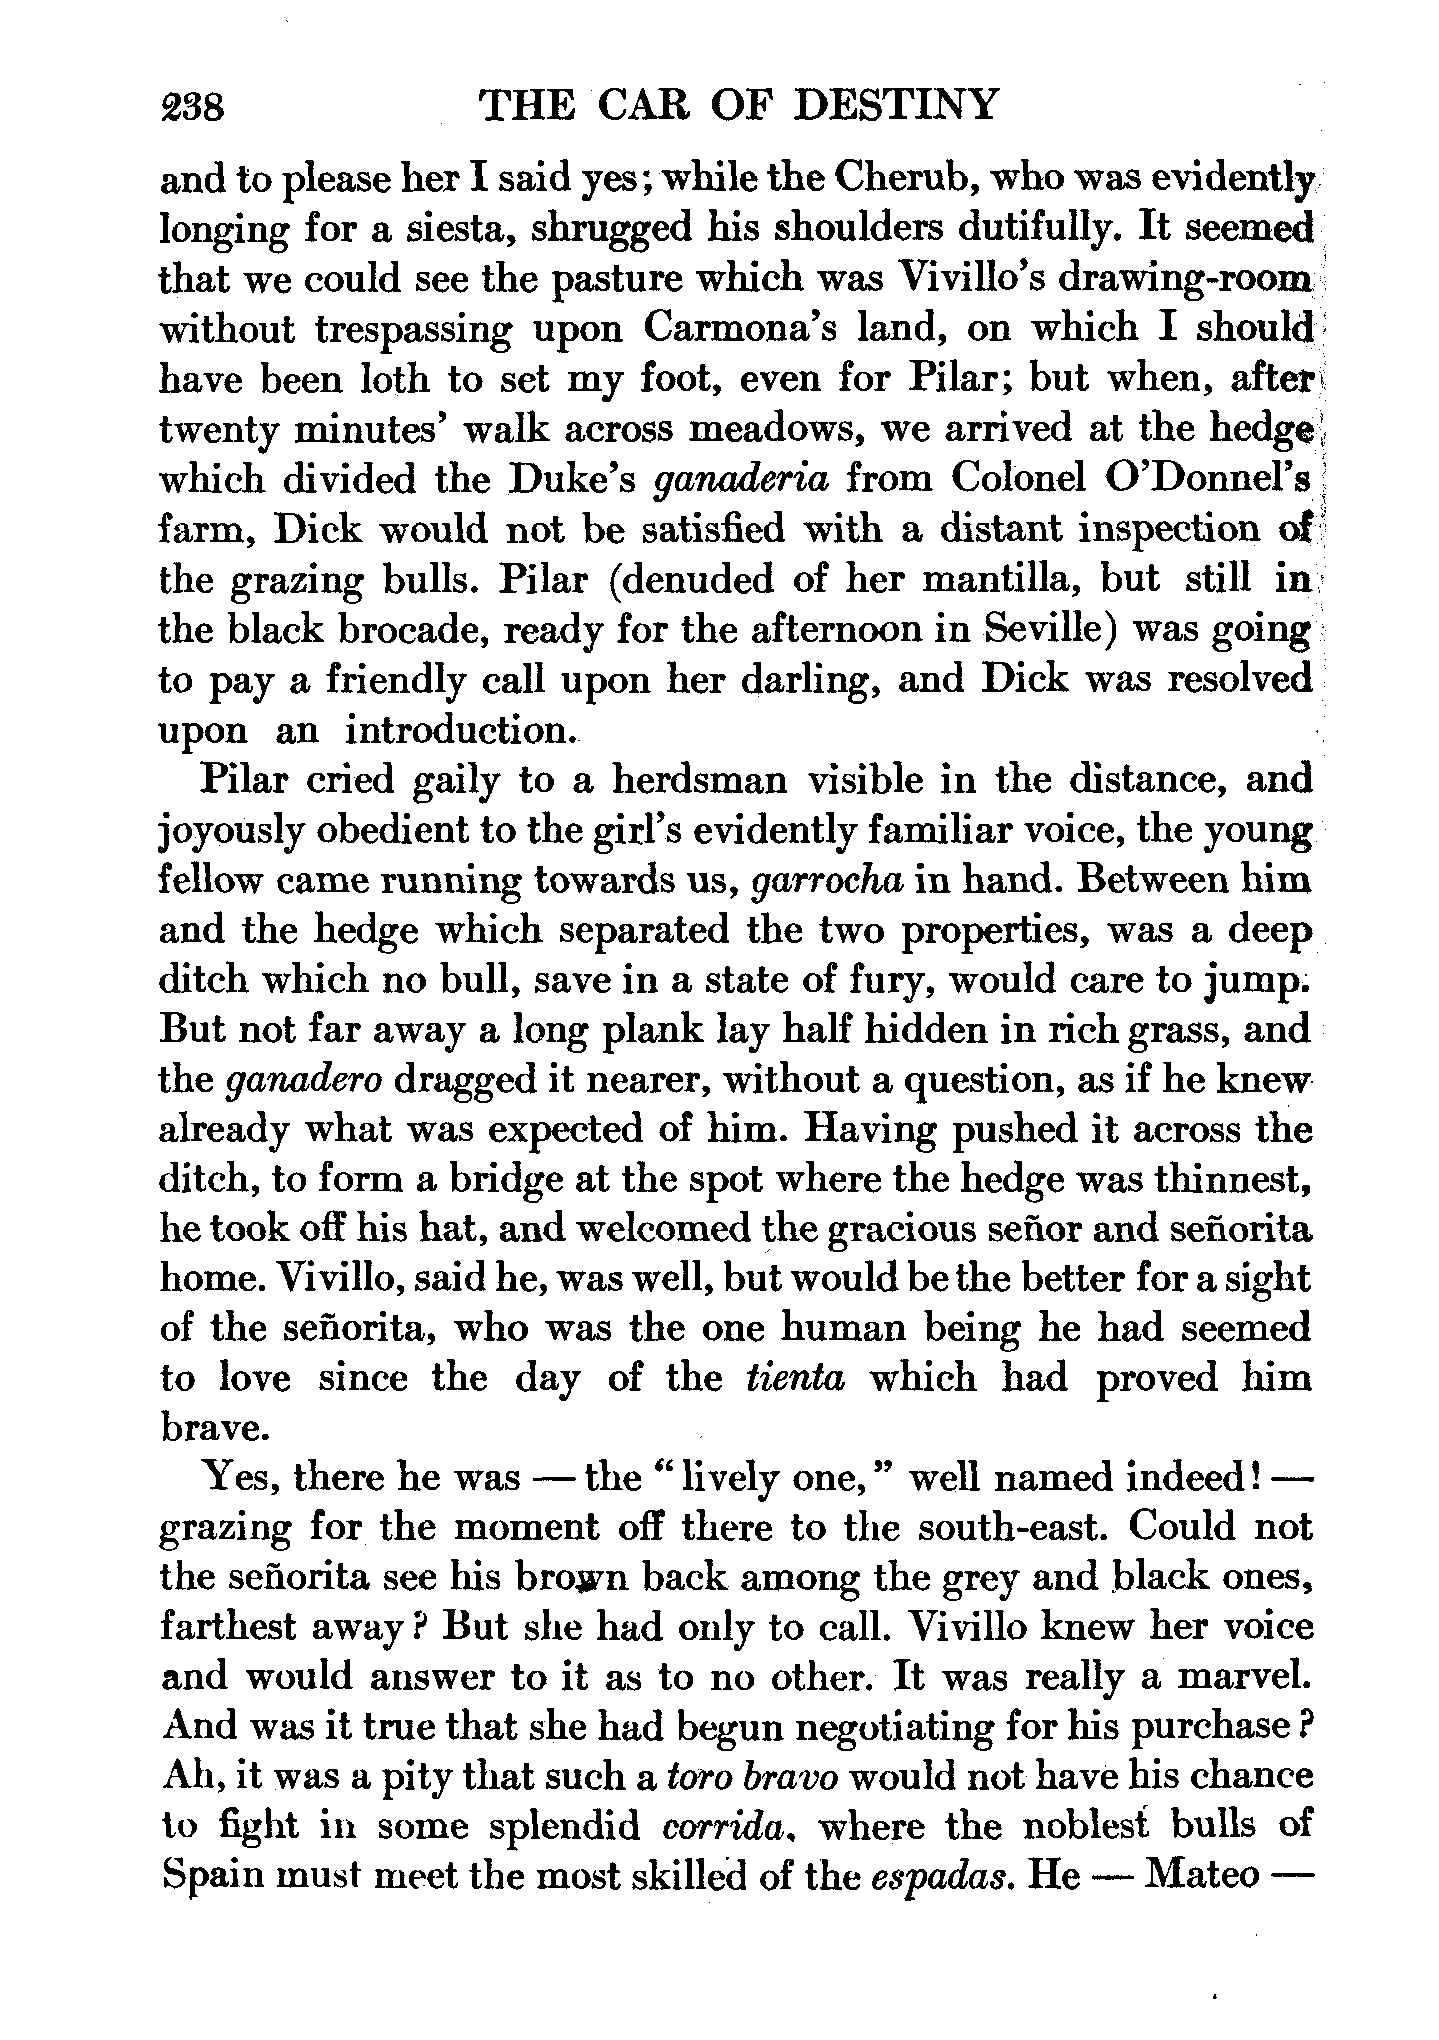 238 THE CAR OF DESTINY
and to please her I said yes; while the Cherub, who was evidently
longing for a siesta, shrugged his shoulders dutifully. It seemed
that we could see the pasture which was Vivillo's drawing-room
without trespassing upon Carmona's land, on which I should
have been loth to set my foot, even for Pilar; but when, after
twenty minutes' walk across meadows, we arrived at the hedge
which divided the Duke's ganaderia from Colonel O'Donnel's
farm, Dick would not be satisfied with a distant inspection of
the grazing bulls. Pilar (denuded of her mantilla, but still in
the black brocade, ready for the afternoon in Seville) was going
to pay a friendly call upon her darling, and Dick was resolved
upon an introduction.
Pilar cried gaily to a herdsman visible in the distance, and
joyously obedient to the girl's evidently familiar voice, the young
fellow came running towards us, garrocha in hand. Between him
and the hedge which separated the two properties, was a deep
ditch which no bull, save in a state of fury, would care to jump.
But not far away a long plank lay half hidden in rich grass, and
the ganadero dragged it nearer, without a question, as if he knew
already what was expected of him. Having pushed it across the
ditch, to form a bridge at the spot where the hedge was thinnest,
he took off his hat, and welcomed the gracious señor and señorita
home. Vivillo, said he, was well, but would be the better for a sight
of the señorita, who was the one human being he had seemed
to love since the day of the tienta which had proved him
brave.
Yes, there he was — the "lively one," well named indeed! —
grazing for the moment off there to the south-east. Could not
the señorita see his brown back among the grey and black ones,
farthest away? But she had only to call. Vivillo knew her voice
and would answer to it as to no other. It was really a marvel.
And was it true that she had begun negotiating for his purchase?
Ah, it was a pity that such a toro bravo would not have his chance
to fight in some splendid corrida, where the noblest bulls of
Spain must meet the most skilled of the espadas. He — Mateo —